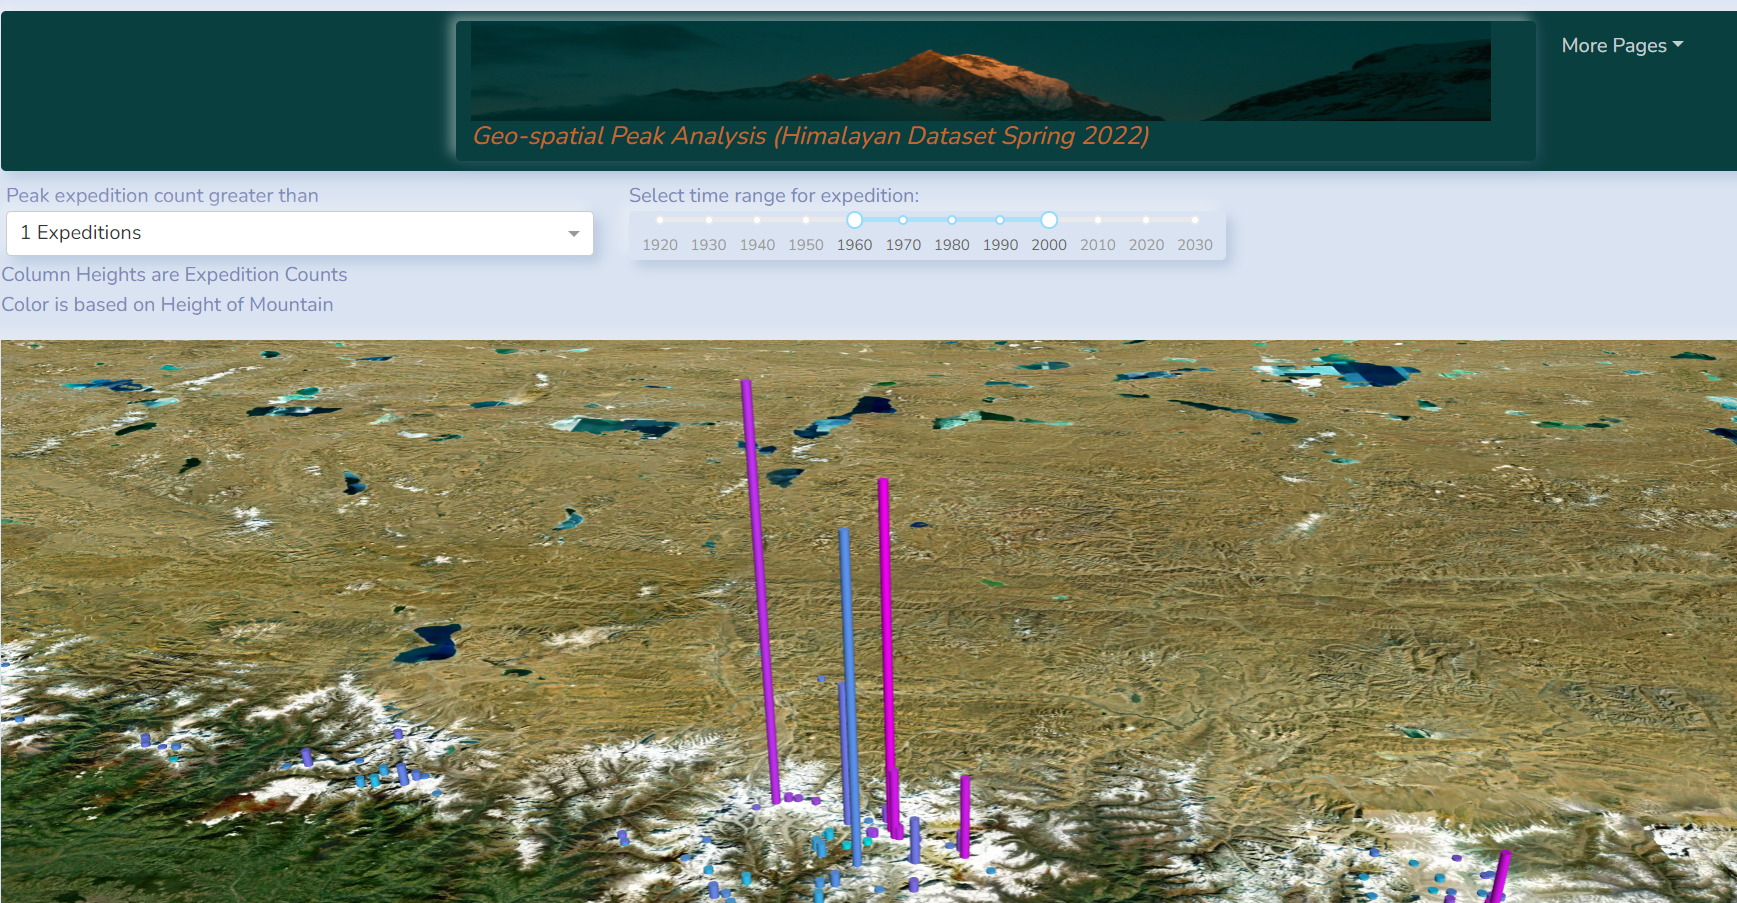 More Pages
Geo-spatial Peak Analysis (Himalayan Dataset Spring 2022)
Peak expedition count greater than
1 Expeditions
Select time range for expedition:
1920 1930 1940 1950 1960 1970 1980 1990 2000 2010 2020 2030
Column Heights are Expedition Counts
Color is based on Height of Mountain